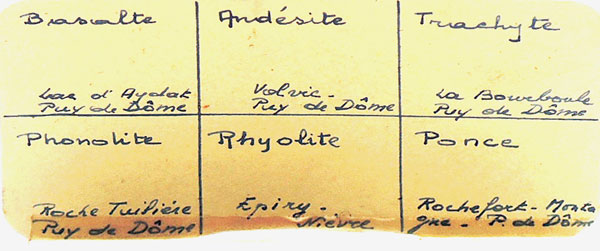 Basalte
Lac d'Aydat
Puy de Dôme
Andésite
Volvic -
Puy de Dôme
Trachyte
La Bourboule
Puy de Dôme
Phonolite
Roche Tuilière
Puy de Dôme
Rhyolite
Epiry -
Nièvre
Ponce
Rochefort - Monta
gne - P. de Dôme